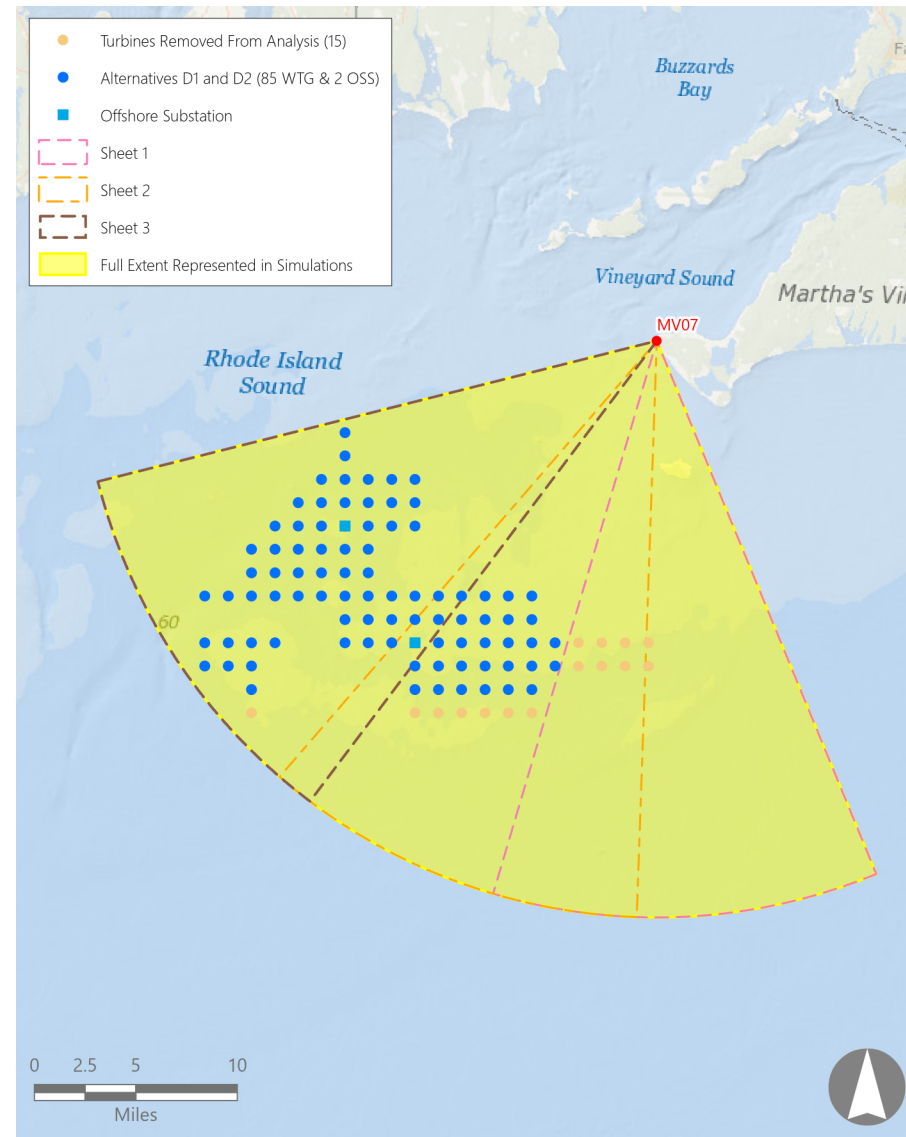 Turbines Removed From Analysis (15)
Alternatives D1 and D2 (85 WTG & 2 OSS)
Offshore Substation
Sheet 1
Sheet 2
Sheet 3
Full Extent Represented in Simulations
Buzzards
Bay
Fa
Vineyard Sound
Martha's Vi
MV07
Rhode Island
Sound
60
0 2.5 5 10
Miles